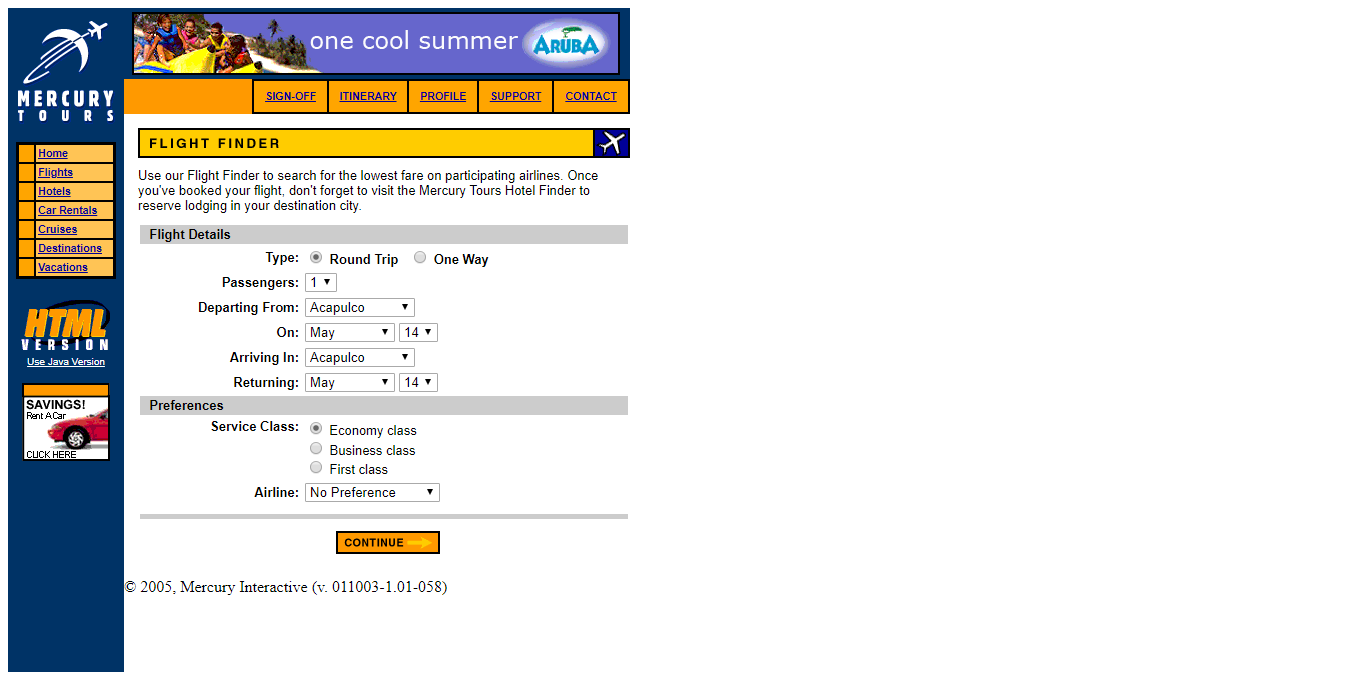 MERCURY
TOURS
one cool summer
ARUBA
SIGN-OFF ITINERARY PROFILE SUPPORT CONTACT
Home
Flights
Hotels
Car Rentals
Cruises
Destinations
Vacations
HTML
VERSION
Use Java Version
SAVINGS!
Rent A Car
CLICK HERE
FLIGHT FINDER
Use our Flight Finder to search for the lowest fare on participating airlines. Once
you've booked your flight, don't forget to visit the Mercury Tours Hotel Finder to
reserve lodging in your destination city.
Flight Details
Type: Round Trip One Way
Passengers: 1
Departing From: Acapulco
On: May 14
Arriving In: Acapulco
Returning: May 14
Preferences
Service Class: Economy class
Business class
First class
Airline: No Preference
CONTINUE
© 2005, Mercury Interactive (v. 011003-1.01-058)